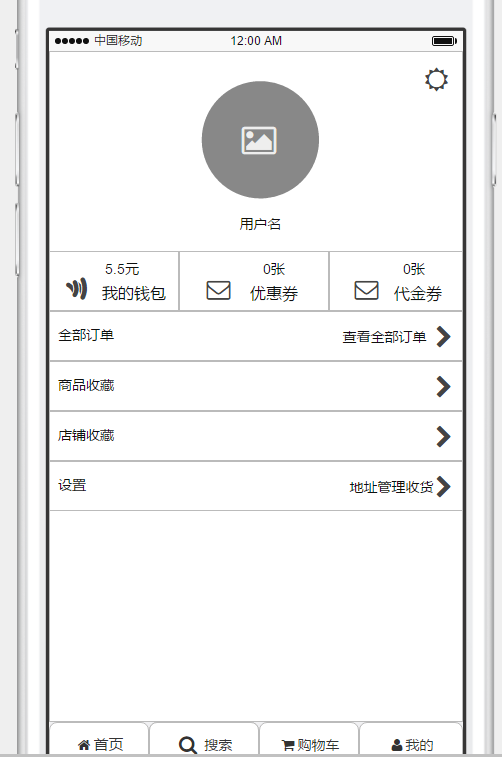 中国移动 12:00 AM
用户名
5.5元 0张 0张
我的钱包 优惠券 代金券
全部订单 查看全部订单
商品收藏
店铺收藏
设置 地址管理收货
首页 搜索 购物车 我的